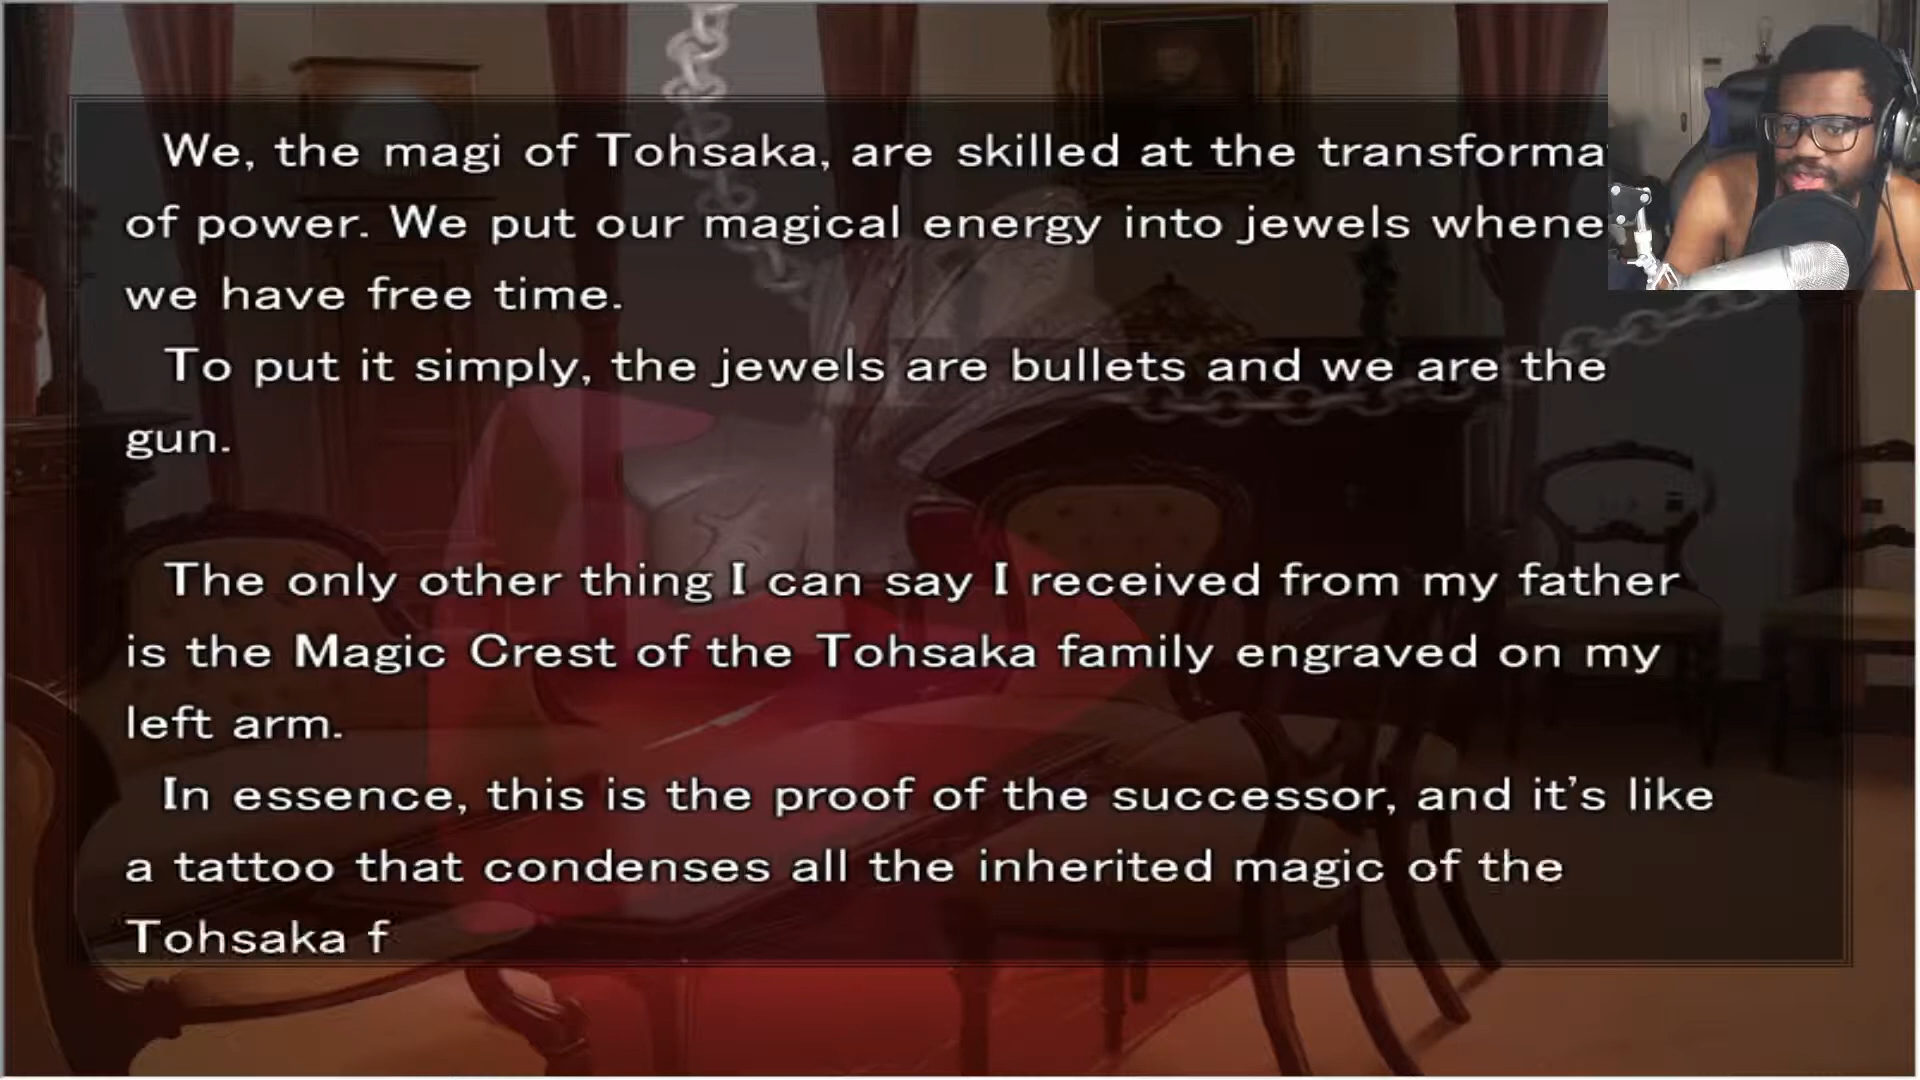 We, the magi of Tohsaka, are skilled at the
of power. We put our magical energy into jewels
we have free time.
To put it simply, the jewels are bullets and we are the
gun.
The only other thing I can say I received from my father
is the Magic Crest of the Tohsaka family engraved on my
left arm.
In essence, this is the proof of the successor, and it's like
a tattoo that condenses all the inherited magic of the
Tohsaka f